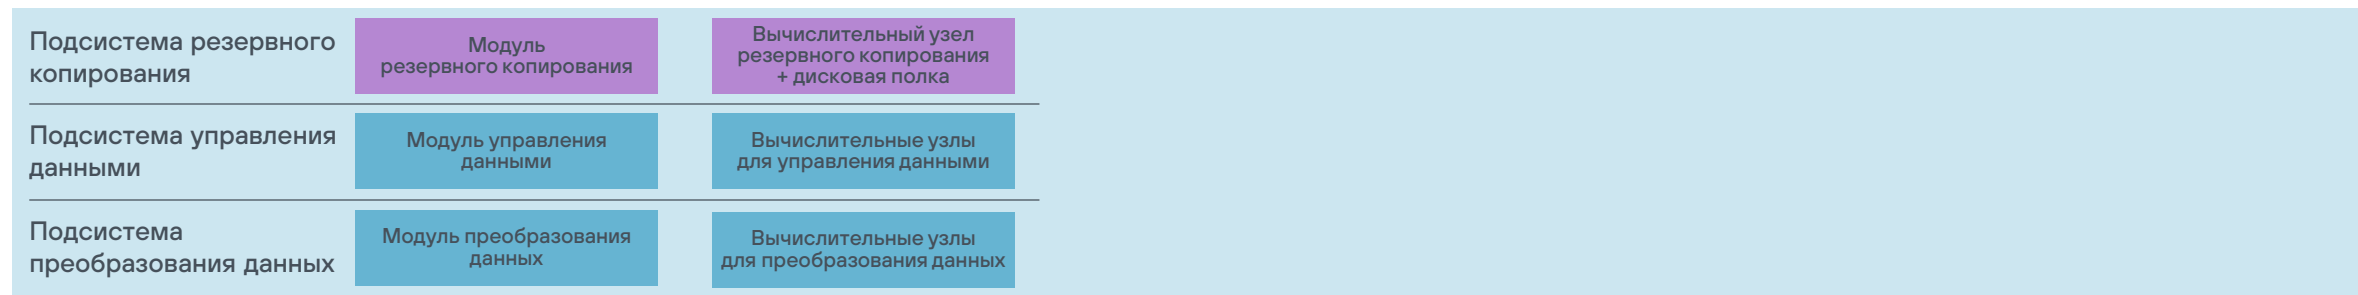 Подсистема резервного
копирования
Модуль
резервного копирования
Вычислительный узел
резервного копирования
+ дисковая полка
Подсистема управления
данными
Модуль управления
данными
Вычислительные узлы
для управления данными
Подсистема
преобразования данных
Модуль преобразования
данных
Вычислительные узлы
для преобразования данных